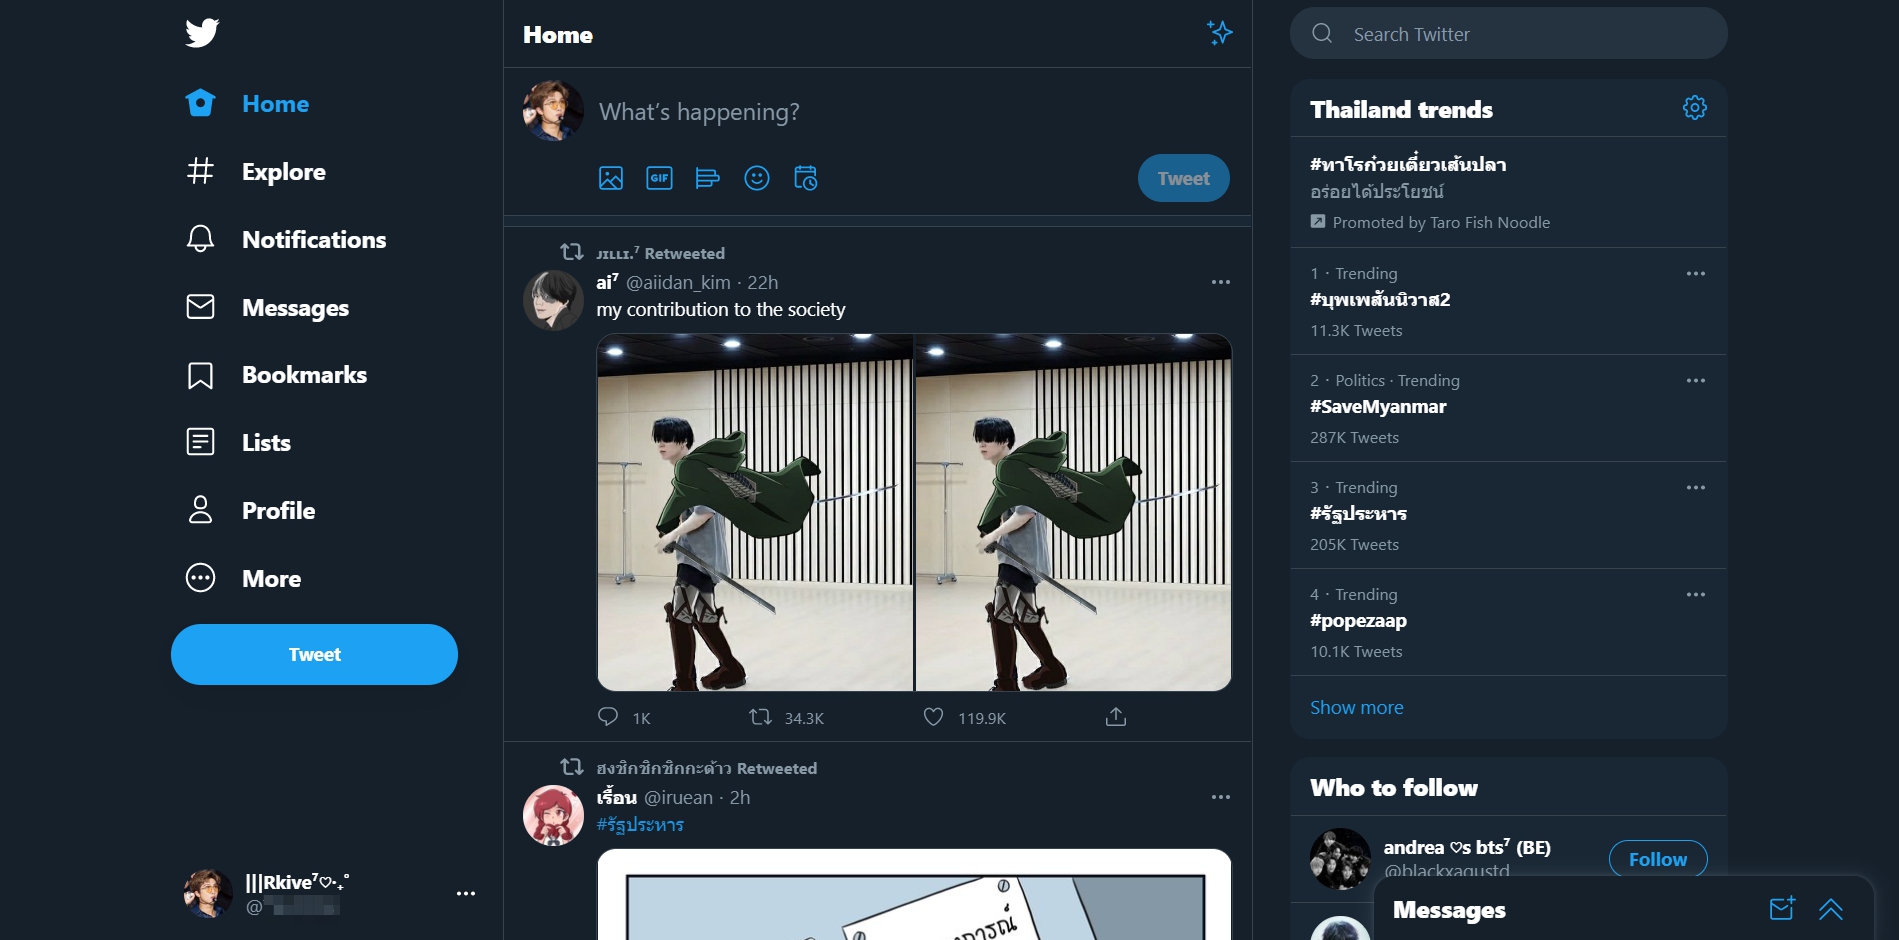 Home
Explore
Notifications
Messages
Bookmarks
Lists
Profile
More
Tweet
|||Rkive⁷♡·₊˚
@
Home
What's happening?
GIF
Tweet
ᴊɪʟʟɪ.⁷ Retweeted
ai⁷ @aiidan_kim · 22h
my contribution to the society
1K 34.3K 119.9K
ฮงชิกชิกชิกกะด้าว Retweeted
เรื้อน @iruean · 2h
#รัฐประหาร
Search Twitter
Thailand trends
#ทาโรก๋วยเตี๋ยวเส้นปลา
อร่อยได้ประโยชน์
Promoted by Taro Fish Noodle
1 · Trending
#บุพเพสันนิวาส2
11.3K Tweets
2 · Politics · Trending
#SaveMyanmar
287K Tweets
3 · Trending
#รัฐประหาร
205K Tweets
4 · Trending
#popezaap
10.1K Tweets
Show more
Who to follow
andrea ♡s bts⁷ (BE)
@blackxagustd
Follow
Messages